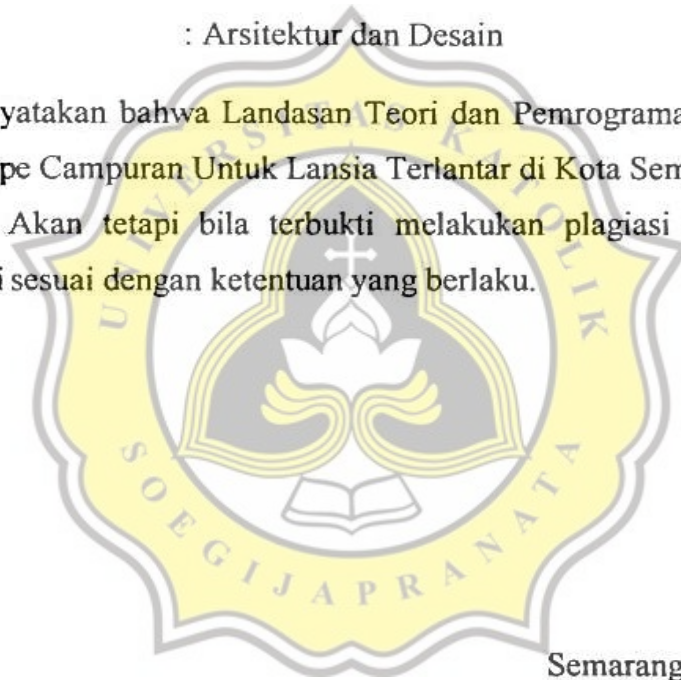 : Arsitektur dan Desain
yatakan bahwa Landasan Teori dan Pemrograma
pe Campuran Untuk Lansia Terlantar di Kota Sem
Akan tetapi bila terbukti melakukan plagiasi
i sesuai dengan ketentuan yang berlaku.
UNIVERSITAS KATOLIK
SOEGIJAPRANATA
Semarang